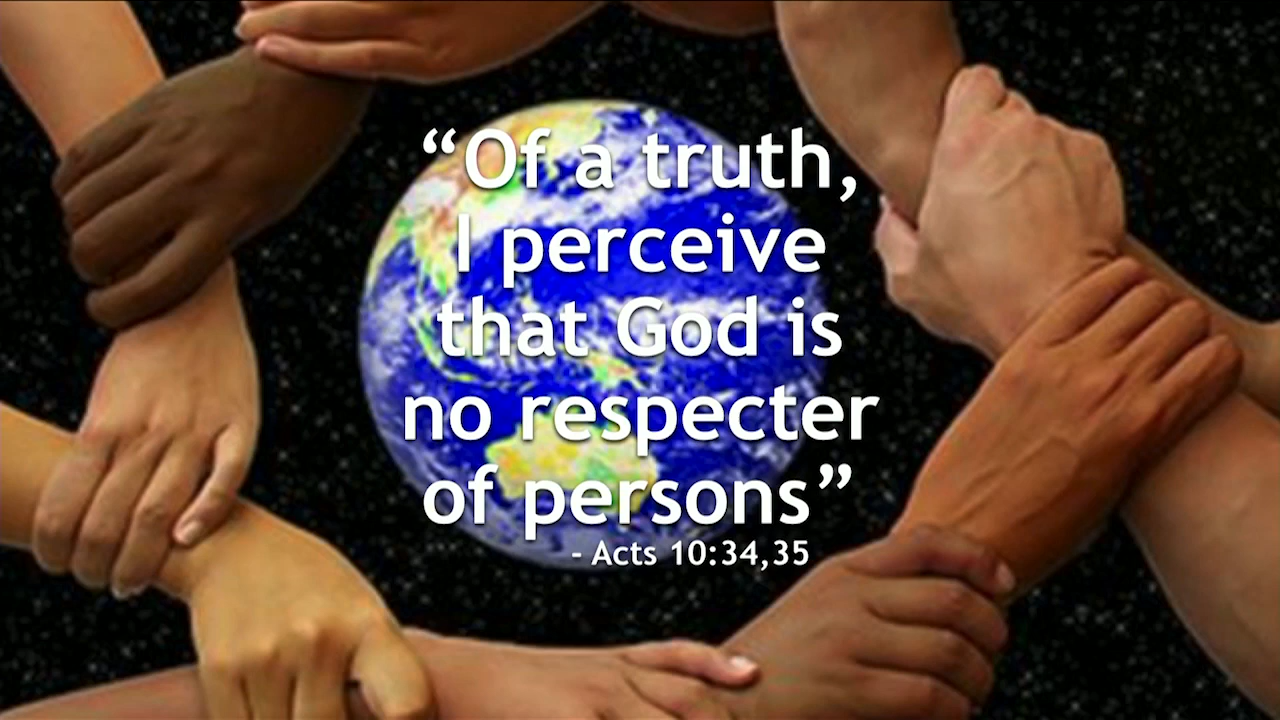 “Of a truth,
I perceive
that God is
no respecter
of persons”
- Acts 10:34,35